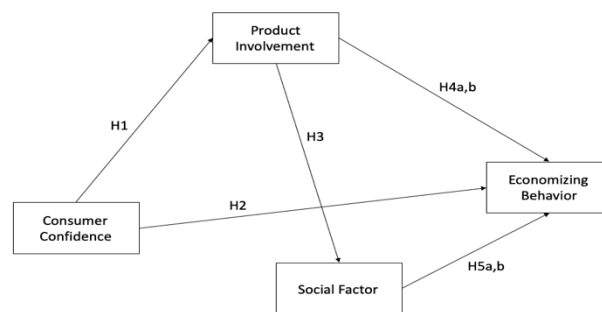 Product
Involvement
H4a,b
H1
H3
Economizing
Behavior
H2
Consumer
Confidence
H5a,b
Social Factor